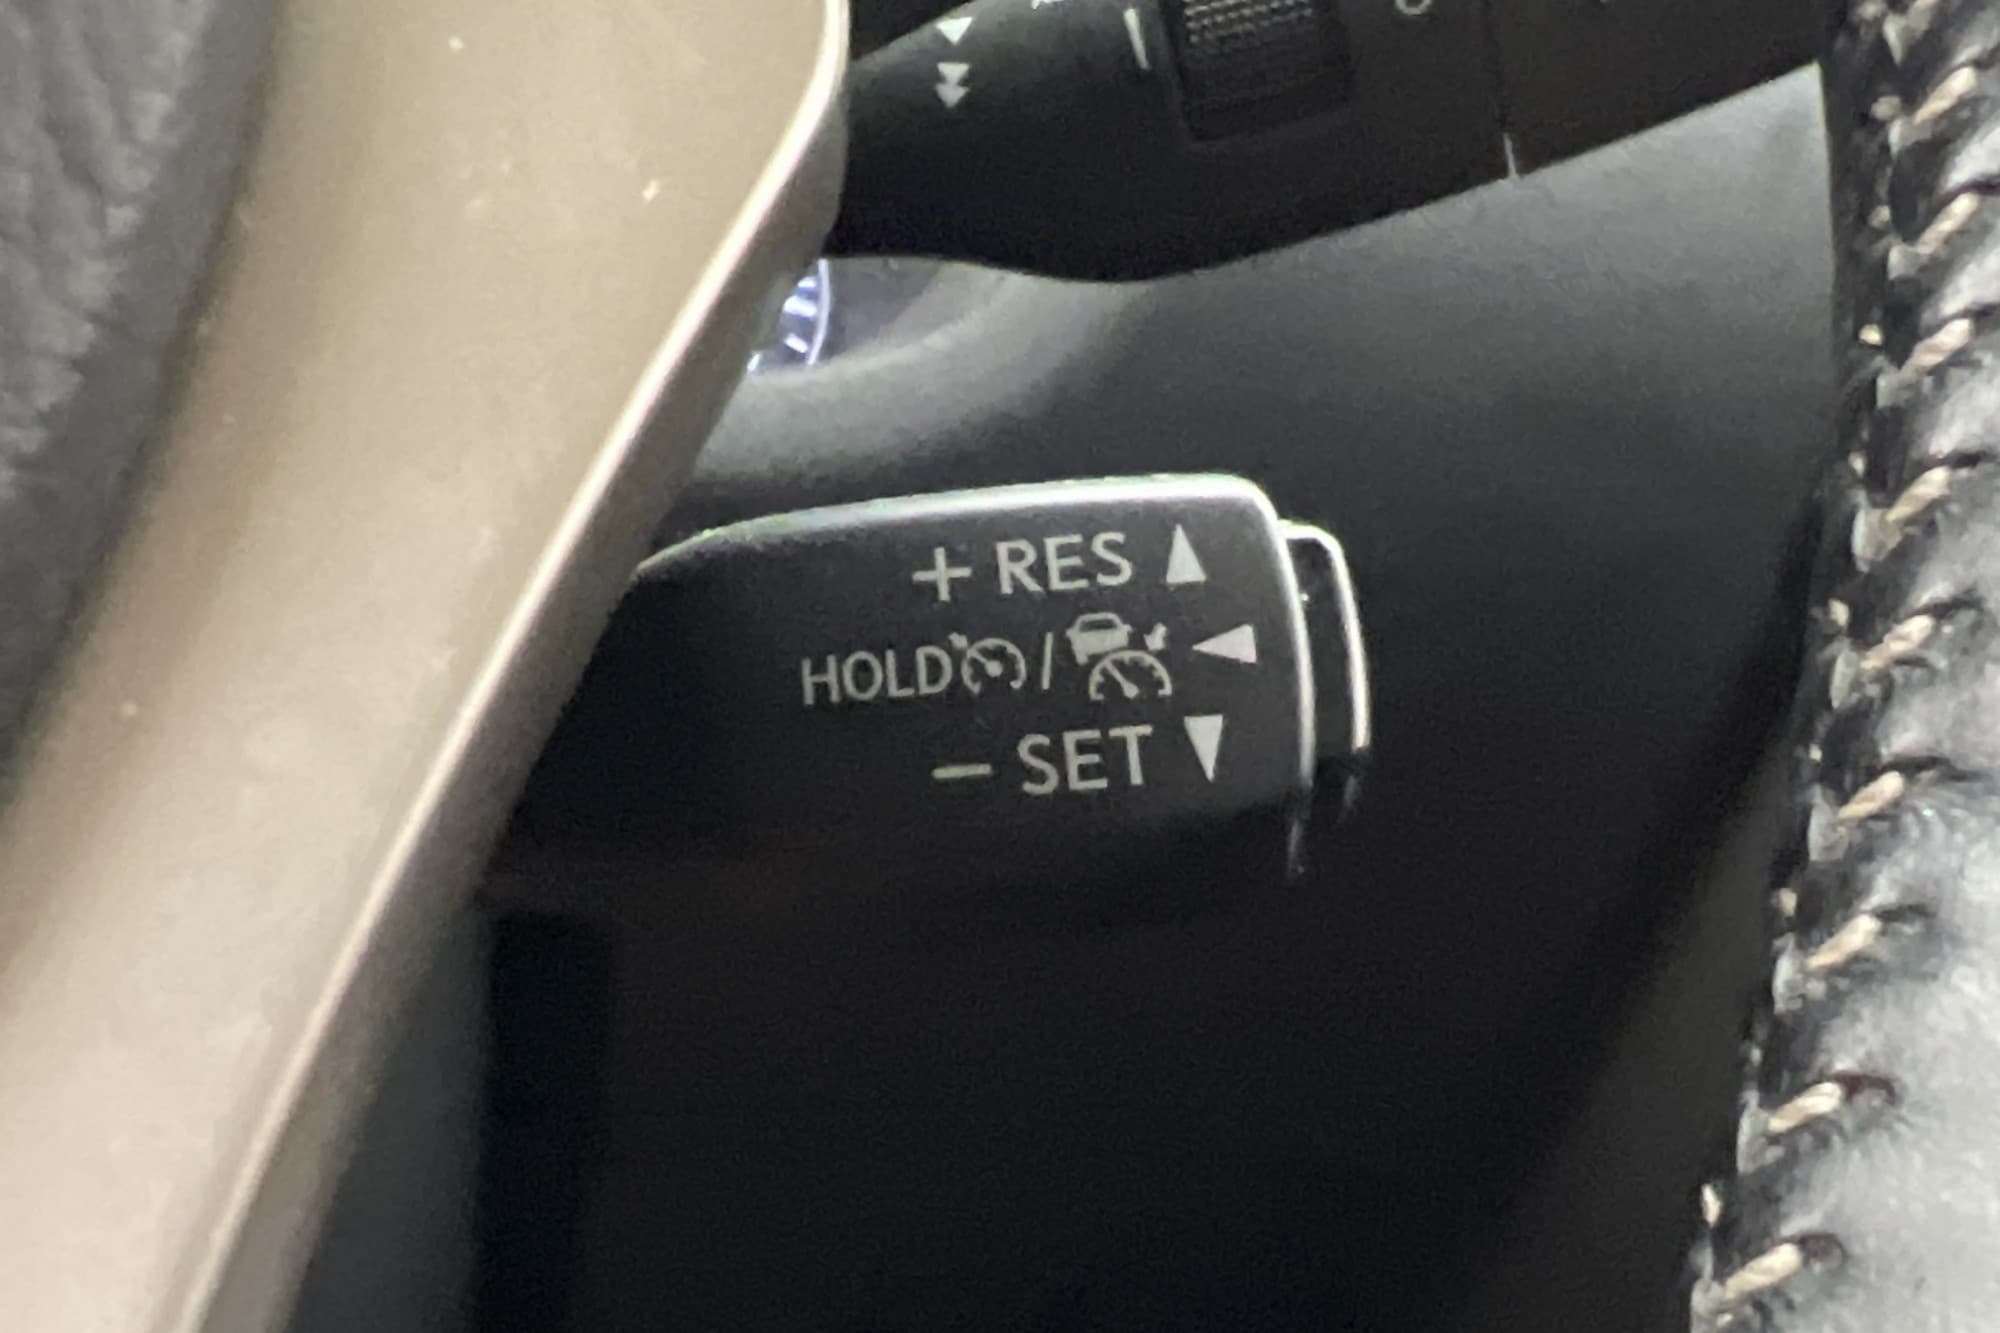 + RES
HOLD /
– SET